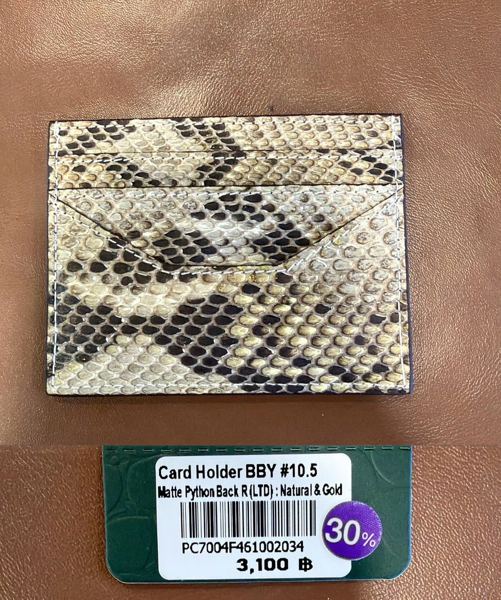 Card Holder BBY #10.5
Matte Python Back R (LTD) : Natural & Gold
30%
PC7004F461002034
3,100 ฿